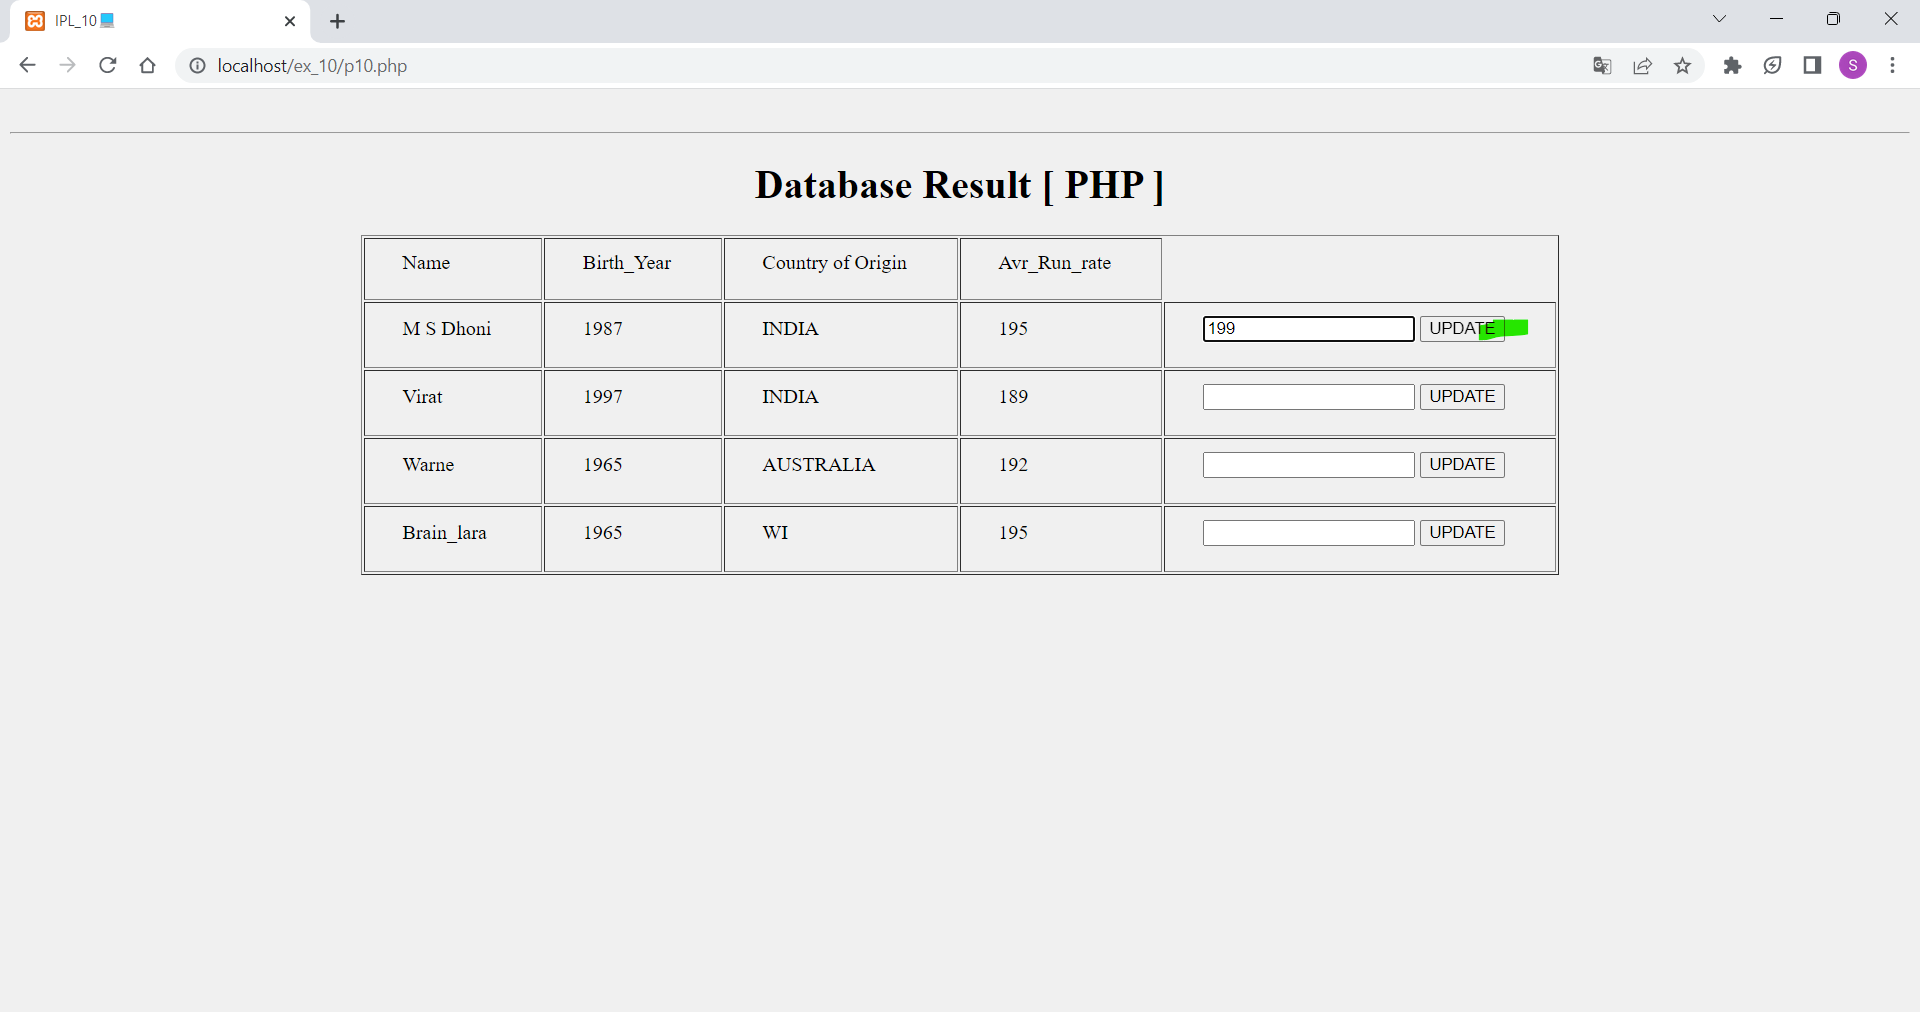 IPL_10
localhost/ex_10/p10.php
S
Database Result [ PHP ]
Name Birth_Year Country of Origin Avr_Run_rate
M S Dhoni 1987 INDIA 195 199 UPDATE
Virat 1997 INDIA 189 UPDATE
Warne 1965 AUSTRALIA 192 UPDATE
Brain_lara 1965 WI 195 UPDATE